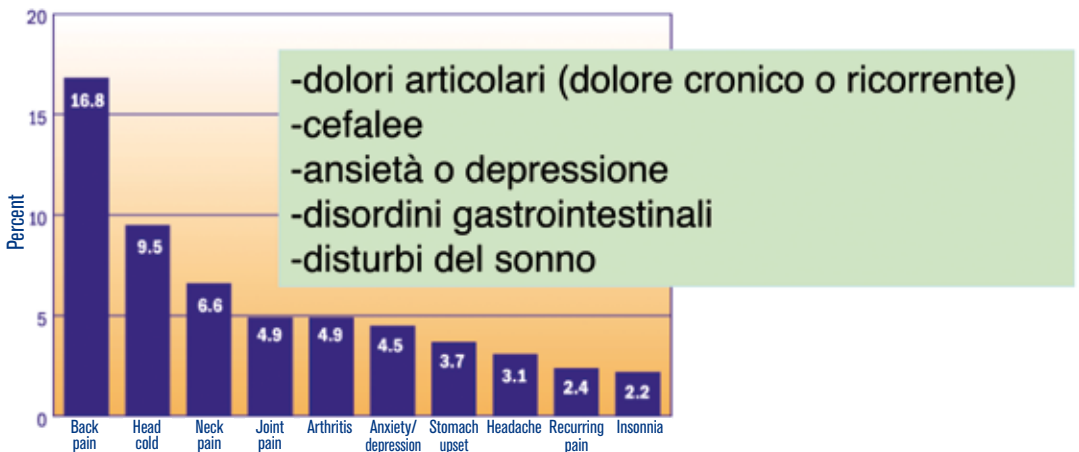 20
-dolori articolari (dolore cronico o ricorrente)
-cefalee
-ansietà o depressione
-disordini gastrointestinali
-disturbi del sonno
15
10
5
0
Percent
16.8
9.5
6.6
4.9
4.9
4.5
3.7
3.1
2.4
2.2
Back pain
Head cold
Neck pain
Joint pain
Arthritis
Anxiety/ depression
Stomach upset
Headache
Recurring pain
Insonnia